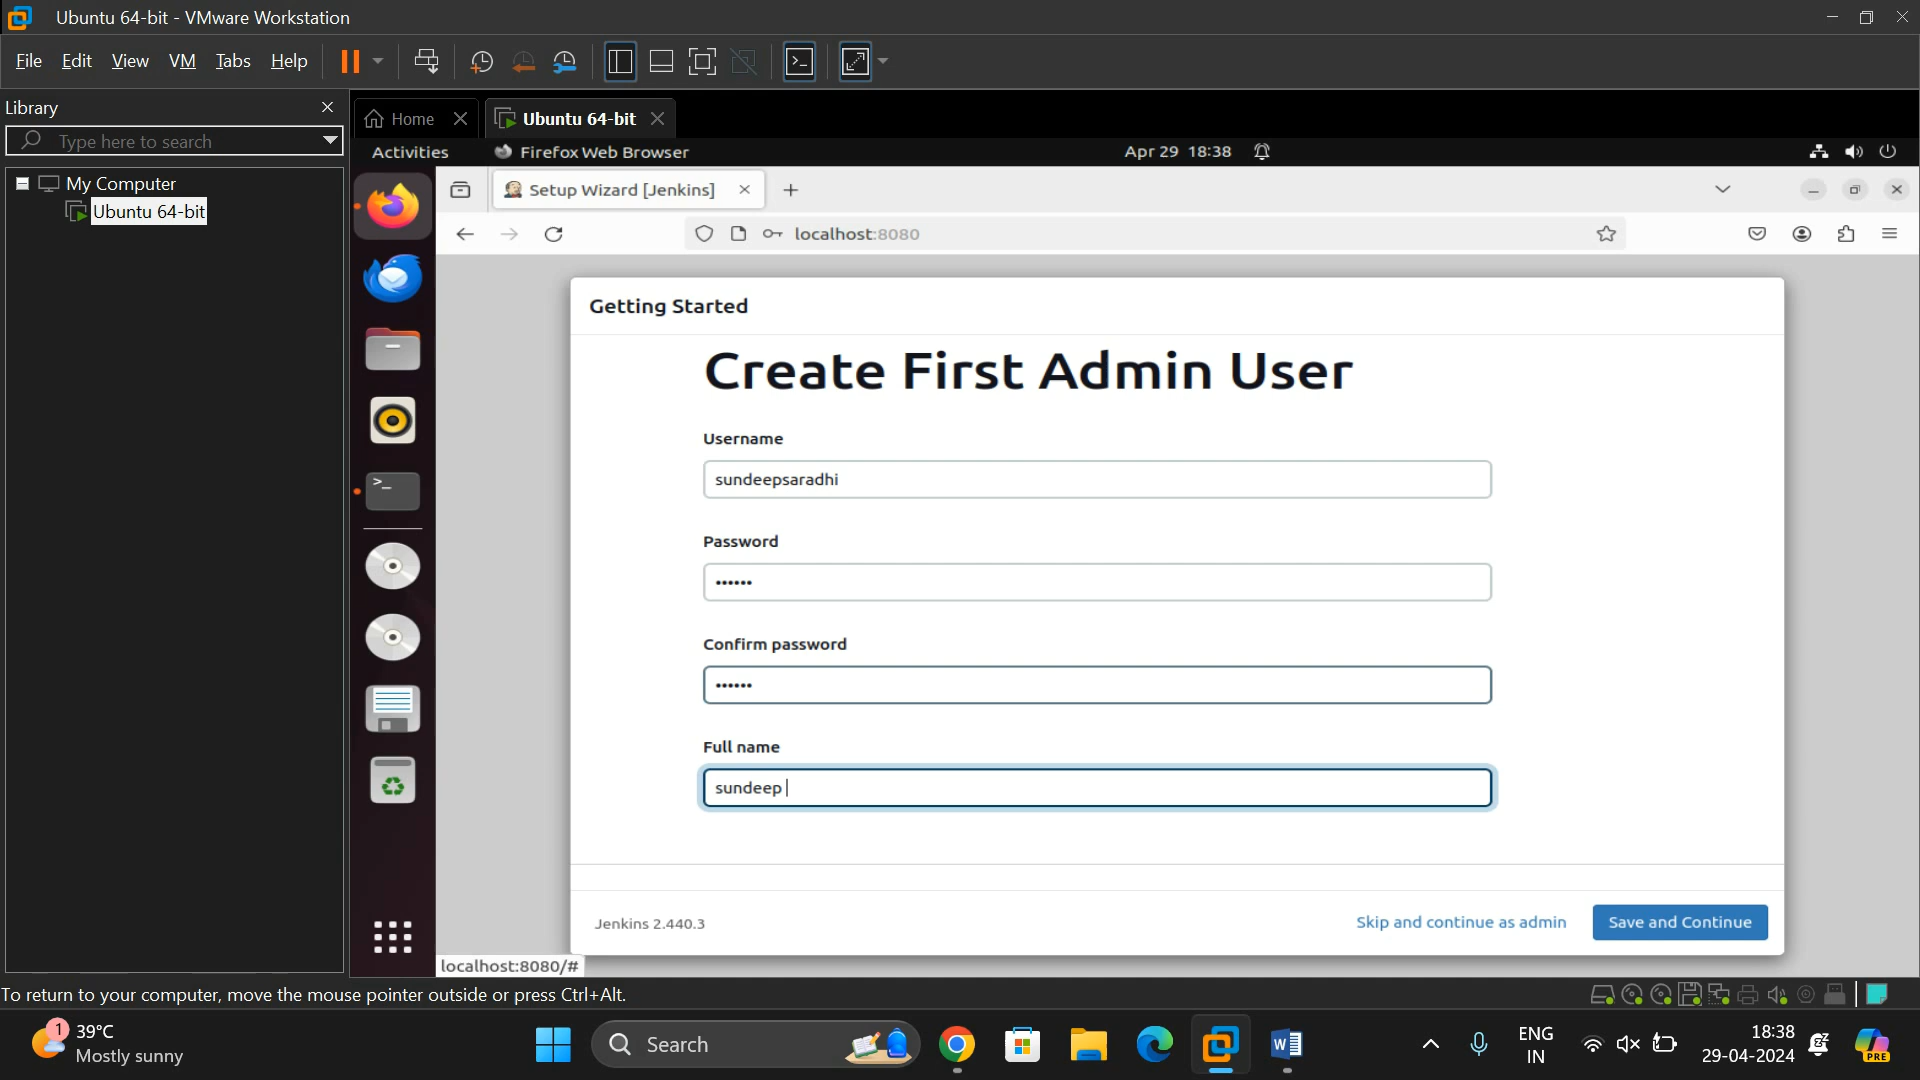 Ubuntu 64-bit - VMware Workstation
File Edit View VM Tabs Help
Library
Type here to search
My Computer
Ubuntu 64-bit
Home
Ubuntu 64-bit
Activities
Firefox Web Browser
Apr 29 18:38
Setup Wizard [Jenkins]
localhost:8080
Getting Started
Create First Admin User
Username
sundeepsaradhi
Password
••••••
Confirm password
••••••
Full name
sundeep
Jenkins 2.440.3
Skip and continue as admin
Save and Continue
localhost:8080/#
To return to your computer, move the mouse pointer outside or press Ctrl+Alt.
1
39°C
Mostly sunny
Search
ENG
IN
18:38
29-04-2024
PRE